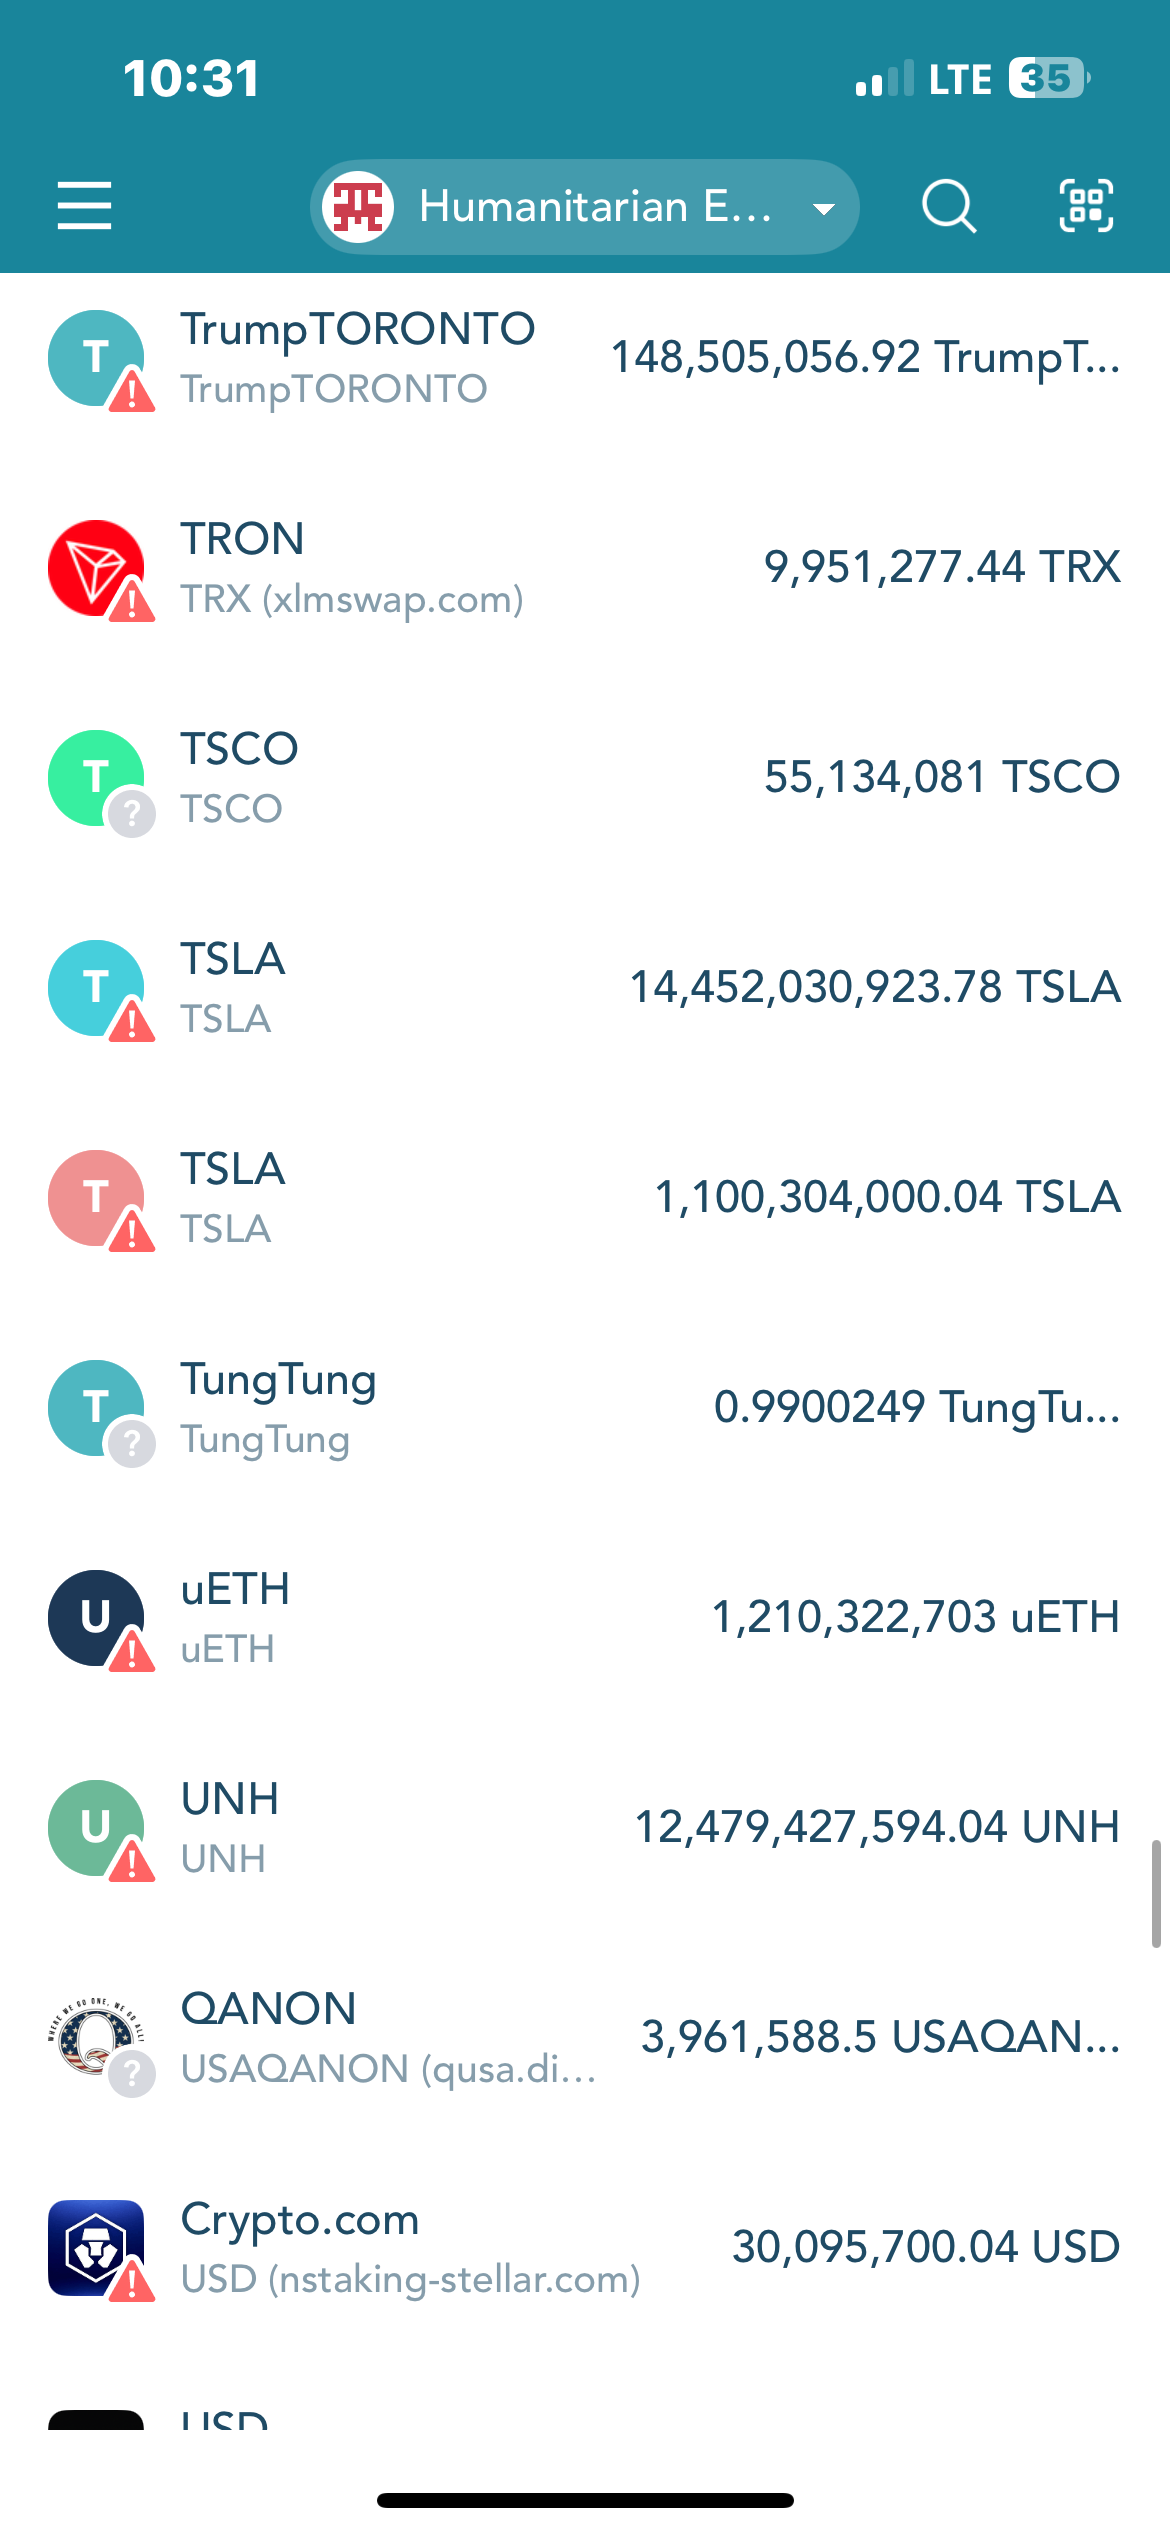 10:31
LTE 35
Humanitarian E...
T
TrumpTORONTO
148,505,056.92 TrumpT...
TrumpTORONTO
TRON
9,951,277.44 TRX
TRX (xlmswap.com)
T
TSCO
55,134,081 TSCO
?
TSCO
T
TSLA
14,452,030,923.78 TSLA
TSLA
T
TSLA
1,100,304,000.04 TSLA
TSLA
T
TungTung
0.9900249 TungTu...
?
TungTung
U
uETH
1,210,322,703 uETH
uETH
U
UNH
12,479,427,594.04 UNH
UNH
WHERE WE GO ONE, WE GO ALL!
Q
QANON
3,961,588.5 USAQAN...
?
USAQANON (qusa.di...
Crypto.com
30,095,700.04 USD
USD (nstaking-stellar.com)
USD